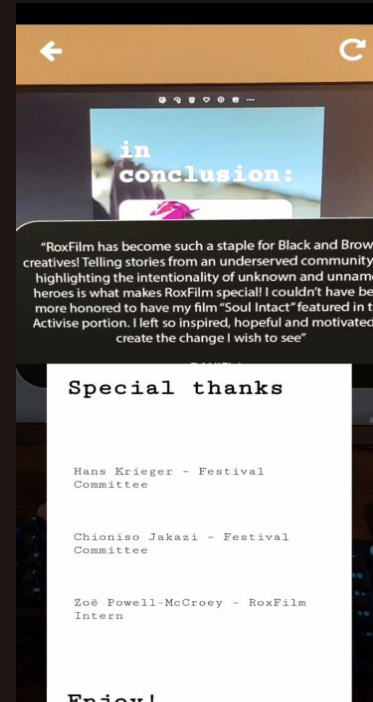 in
conclusion:
"RoxFilm has become such a staple for Black and Brow
creatives! Telling stories from an underserved community
highlighting the intentionality of unknown and unnam
heroes is what makes RoxFilm special! I couldn't have be
more honored to have my film "Soul Intact" featured in t
Activise portion. I left so inspired, hopeful and motivated
create the change I wish to see"
Special thanks
Hans Krieger – Festival
Committee
Chioniso Jakazi – Festival
Committee
Zoë Powell-McCroey – RoxFilm
Intern
Enjoy!